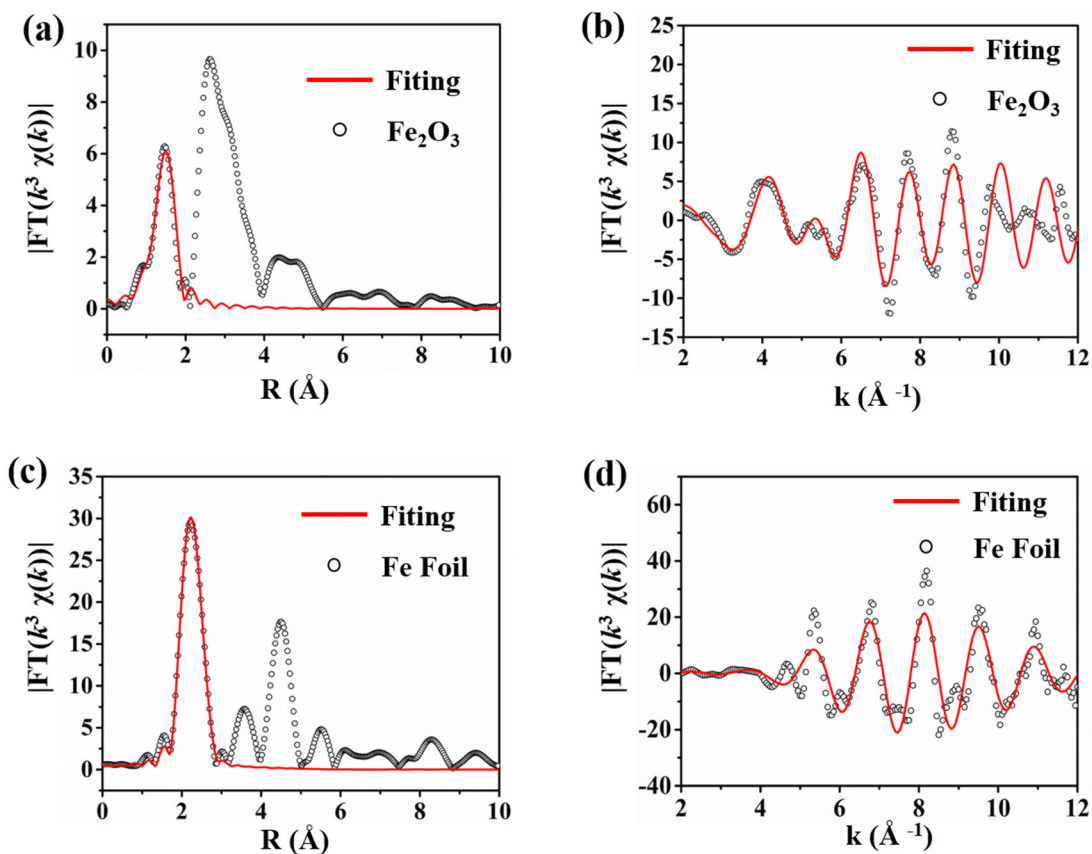 (a)
10
8
6
4
2
0
0 2 4 6 8 10
|FT(k³ χ(k))|
R (Å)
Fiting
Fe₂O₃
(b)
25
20
15
10
5
0
-5
-10
-15
2 4 6 8 10 12
|FT(k³ χ(k))|
k (Å ⁻¹)
Fiting
Fe₂O₃
(c)
35
30
25
20
15
10
5
0
0 2 4 6 8 10
|FT(k³ χ(k))|
R (Å)
Fiting
Fe Foil
(d)
60
40
20
0
-20
-40
2 4 6 8 10 12
|FT(k³ χ(k))|
k (Å ⁻¹)
Fiting
Fe Foil